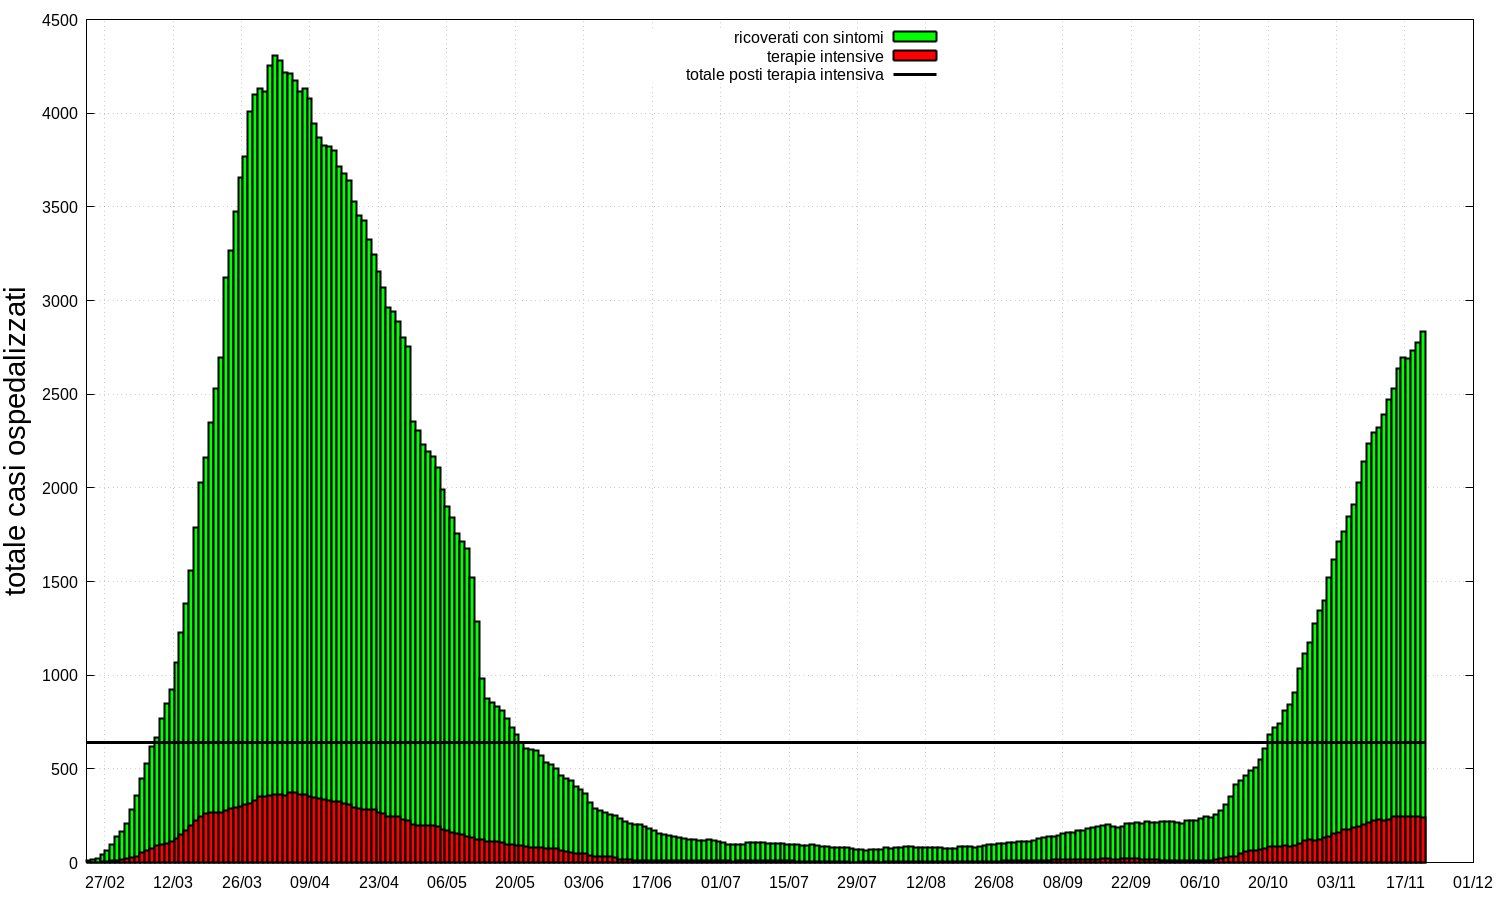 ricoverati con sintomi
terapie intensive
totale posti terapia intensiva
totale casi ospedalizzati
4500
4000
3500
3000
2500
2000
1500
1000
500
0
27/02 12/03 26/03 09/04 23/04 06/05 20/05 03/06 17/06 01/07 15/07 29/07 12/08 26/08 08/09 22/09 06/10 20/10 03/11 17/11 01/12